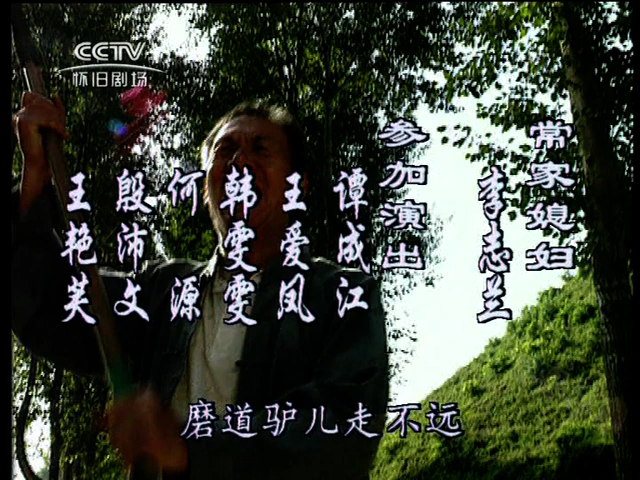 CCTV
怀旧剧场
常家媳妇
李志兰
参加演出
谭成江
王爱凤
韩雯雯
何源
殷沛文
王艳芙
磨道驴儿走不远